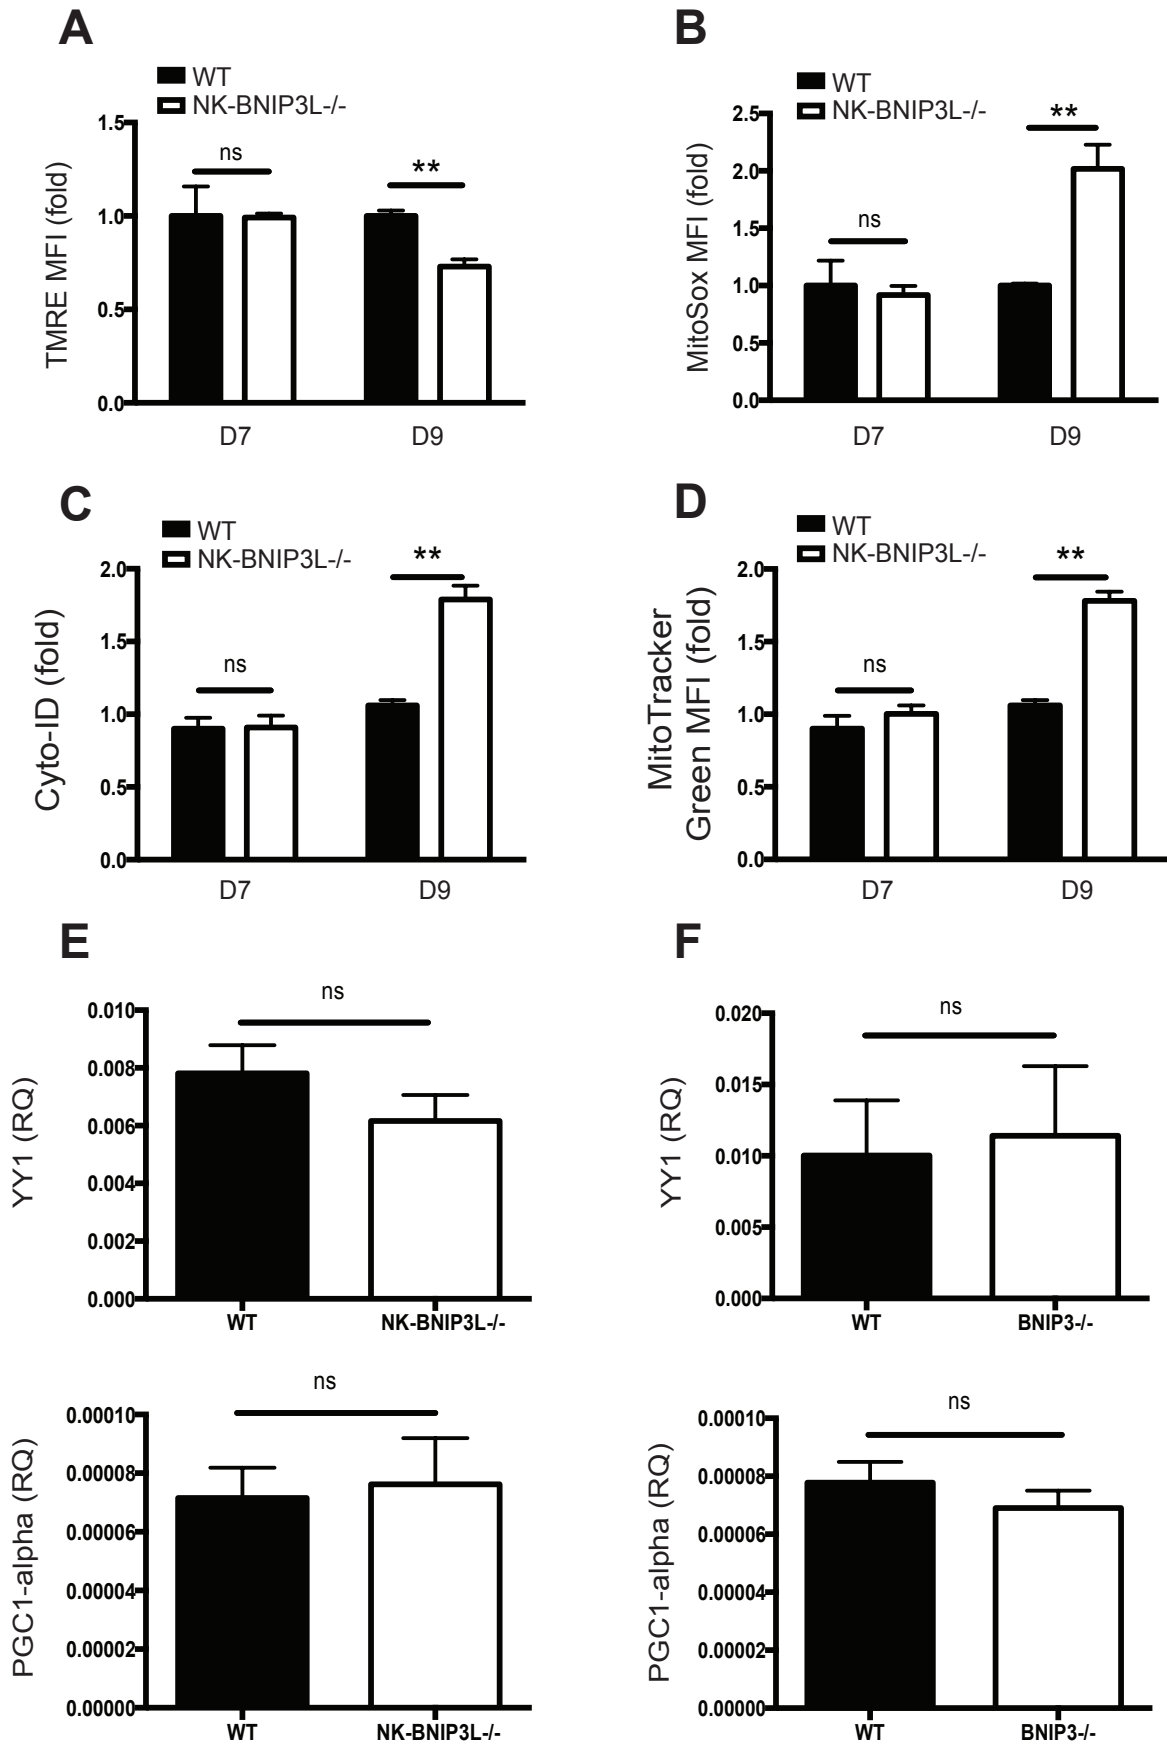 A
WT
NK-BNIP3L-/-
TMRE MFI (fold)
1.5
1.0
0.5
0.0
ns
**
D7
D9
B
WT
NK-BNIP3L-/-
MitoSox MFI (fold)
2.5
2.0
1.5
1.0
0.5
0.0
ns
**
D7
D9
C
WT
NK-BNIP3L-/-
Cyto-ID (fold)
2.0
1.5
1.0
0.5
0.0
ns
**
D7
D9
D
WT
NK-BNIP3L-/-
MitoTracker
Green MFI (fold)
2.0
1.5
1.0
0.5
0.0
ns
**
D7
D9
E
YY1 (RQ)
0.010
0.008
0.006
0.004
0.002
0.000
ns
WT
NK-BNIP3L-/-
PGC1-alpha (RQ)
0.00010
0.00008
0.00006
0.00004
0.00002
0.00000
ns
WT
NK-BNIP3L-/-
F
YY1 (RQ)
0.020
0.015
0.010
0.005
0.000
ns
WT
BNIP3-/-
PGC1-alpha (RQ)
0.00010
0.00008
0.00006
0.00004
0.00002
0.00000
ns
WT
BNIP3-/-